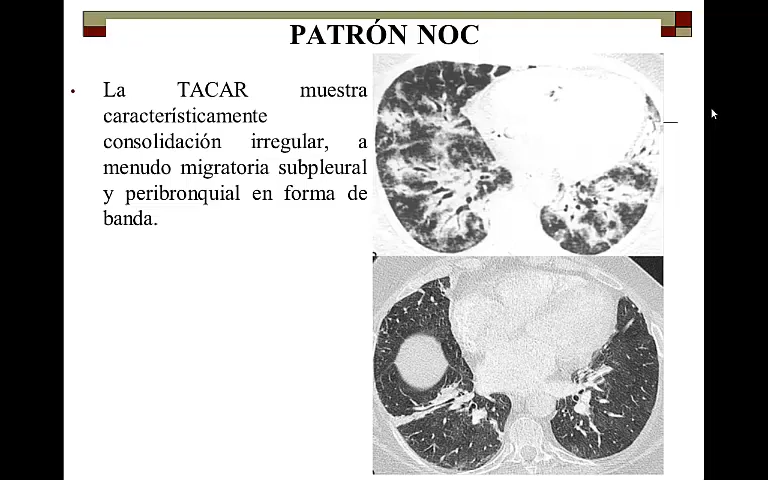 PATRÓN NOC
• La TACAR muestra
característicamente
consolidación irregular, a
menudo migratoria subpleural
y peribronquial en forma de
banda.